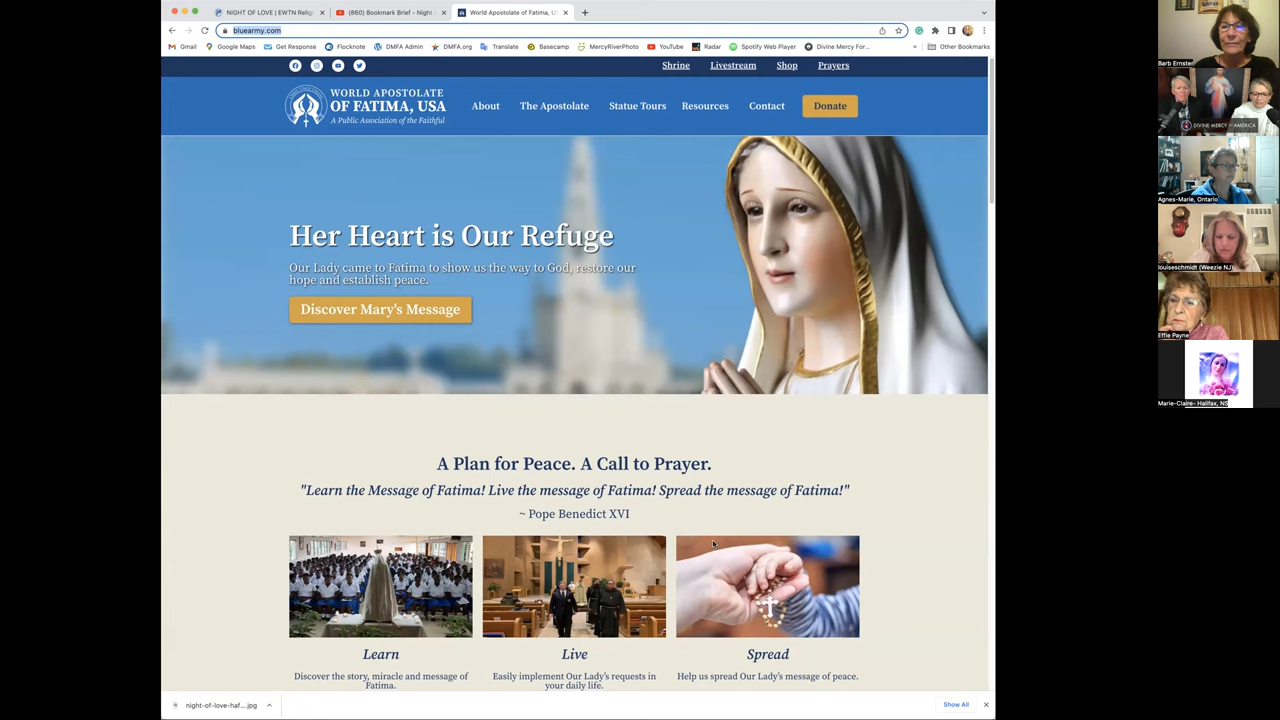 NIGHT OF LOVE | EWTN Relig
(860) Bookmark Brief - Night
World Apostolate of Fatima, US
bluearmy.com
Gmail
Google Maps
Get Response
Flocknote
DMFA Admin
DMFA.org
Translate
Basecamp
MercyRiverPhoto
YouTube
Radar
Spotify Web Player
Divine Mercy For...
»
Other Bookmarks
Shrine
Livestream
Shop
Prayers
WORLD APOSTOLATE
OF FATIMA, USA
A Public Association of the Faithful
About
The Apostolate
Statue Tours
Resources
Contact
Donate
Her Heart is Our Refuge
Our Lady came to Fatima to show us the way to God, restore our
hope and establish peace.
Discover Mary's Message
A Plan for Peace. A Call to Prayer.
"Learn the Message of Fatima! Live the message of Fatima! Spread the message of Fatima!"
~ Pope Benedict XVI
Learn
Discover the story, miracle and message of
Fatima.
Live
Easily implement Our Lady's requests in
your daily life.
Spread
Help us spread Our Lady's message of peace.
night-of-love-haf....jpg
Show All
Barb Ernster
DIVINE MERCY
AMERICA
Agnes-Marie, Ontario
louiseschmidt (Weezie NJ)
Effie Payne
Marie-Claire- Halifax, NS